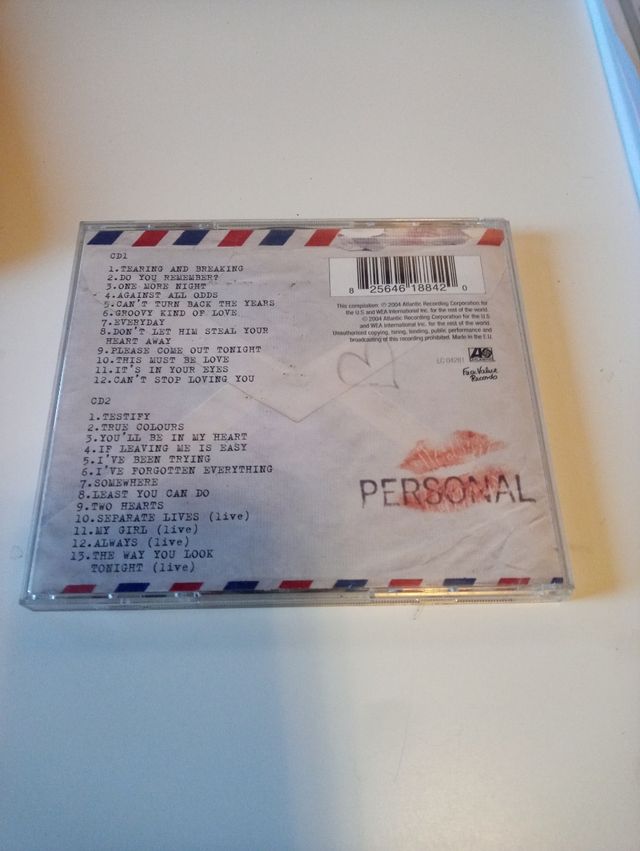 CD1
1.TEARING AND BREAKING
2.DO YOU REMEMBER?
3.ONE MORE NIGHT
4.AGAINST ALL ODDS
5.CAN'T TURN BACK THE YEARS
6.GROOVY KIND OF LOVE
7.EVERYDAY
8.DON'T LET HIM STEAL YOUR
HEART AWAY
9.PLEASE COME OUT TONIGHT
10.THIS MUST BE LOVE
11.IT'S IN YOUR EYES
12.CAN'T STOP LOVING YOU
CD2
1.TESTIFY
2.TRUE COLOURS
3.YOU'LL BE IN MY HEART
4.IF LEAVING ME IS EASY
5.I'VE BEEN TRYING
6.I'VE FORGOTTEN EVERYTHING
7.SOMEWHERE
8.LEAST YOU CAN DO
9.TWO HEARTS
10.SEPARATE LIVES (live)
11.MY GIRL (live)
12.ALWAYS (live)
13.THE WAY YOU LOOK
TONIGHT (live)
8 25646 18842 0
This compilation: ℗ 2004 Atlantic Recording Corporation for
the U.S and WEA International Inc. for the rest of the world.
© 2004 Atlantic Recording Corporation for the U.S
and WEA International Inc. for the rest of the world.
Unauthorised copying, hiring, lending, public performance and
broadcasting of this recording prohibited. Made in the E.U.
LC 04281
Face Value
Records
PERSONAL